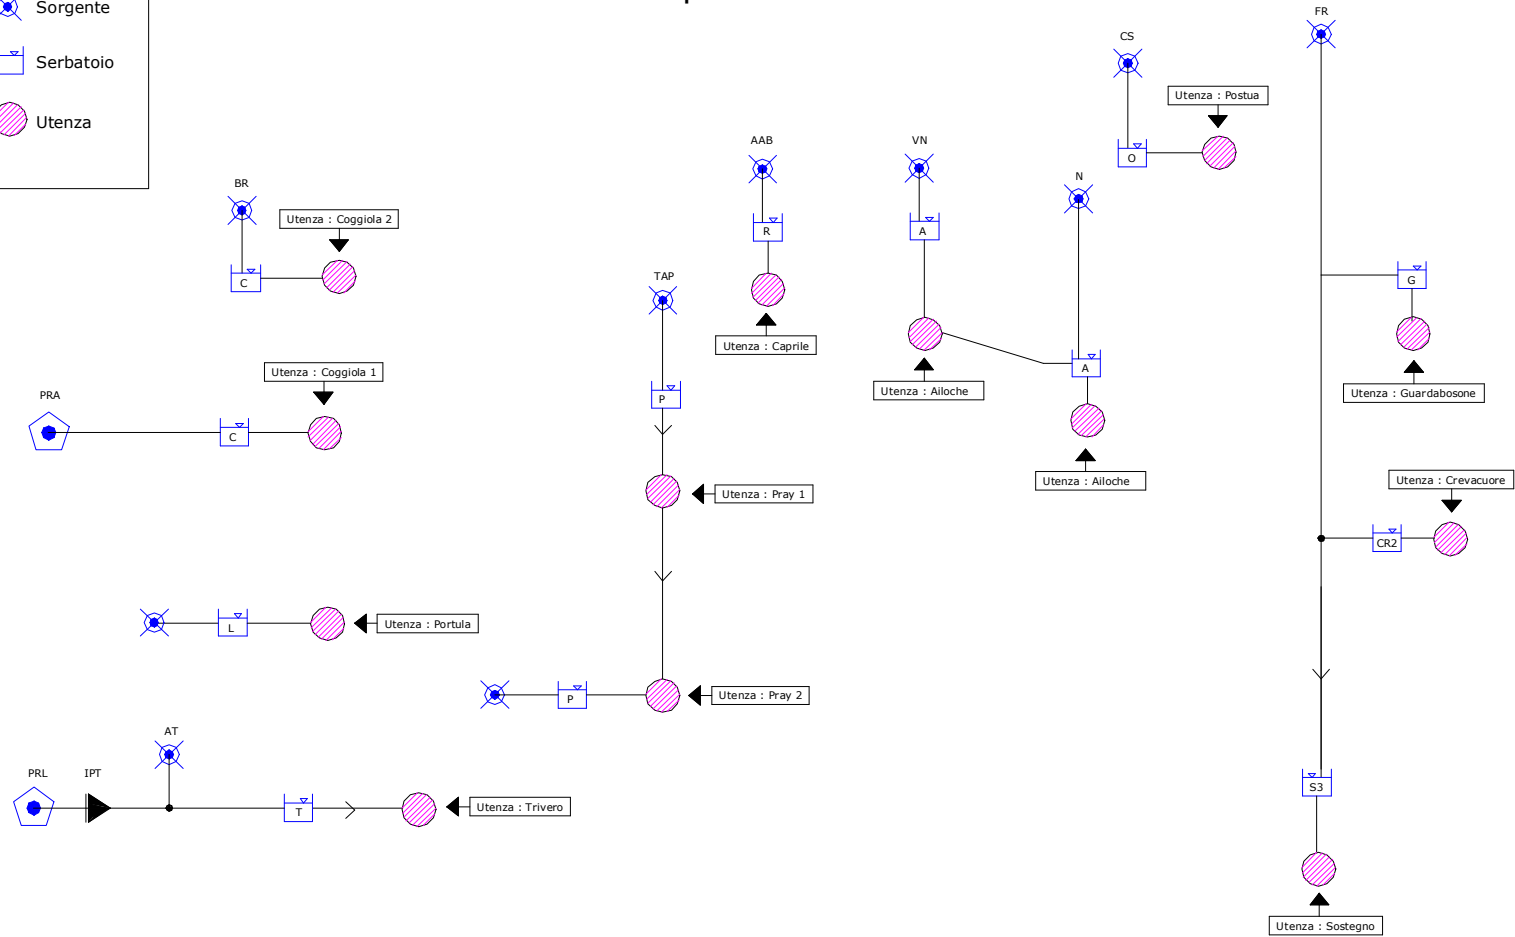 Sorgente
Serbatoio
Utenza
FR
CS
Utenza : Postua
O
AAB
VN
N
BR
Utenza : Coggiola 2
C
R
A
TAP
G
Utenza : Caprile
Utenza : Coggiola 1
A
Utenza : Ailoche
Utenza : Guardabosone
PRA
P
C
Utenza : Ailoche
Utenza : Crevacuore
Utenza : Pray 1
CR2
L
Utenza : Portula
P
Utenza : Pray 2
AT
PRL
IPT
T
Utenza : Trivero
S3
Utenza : Sostegno